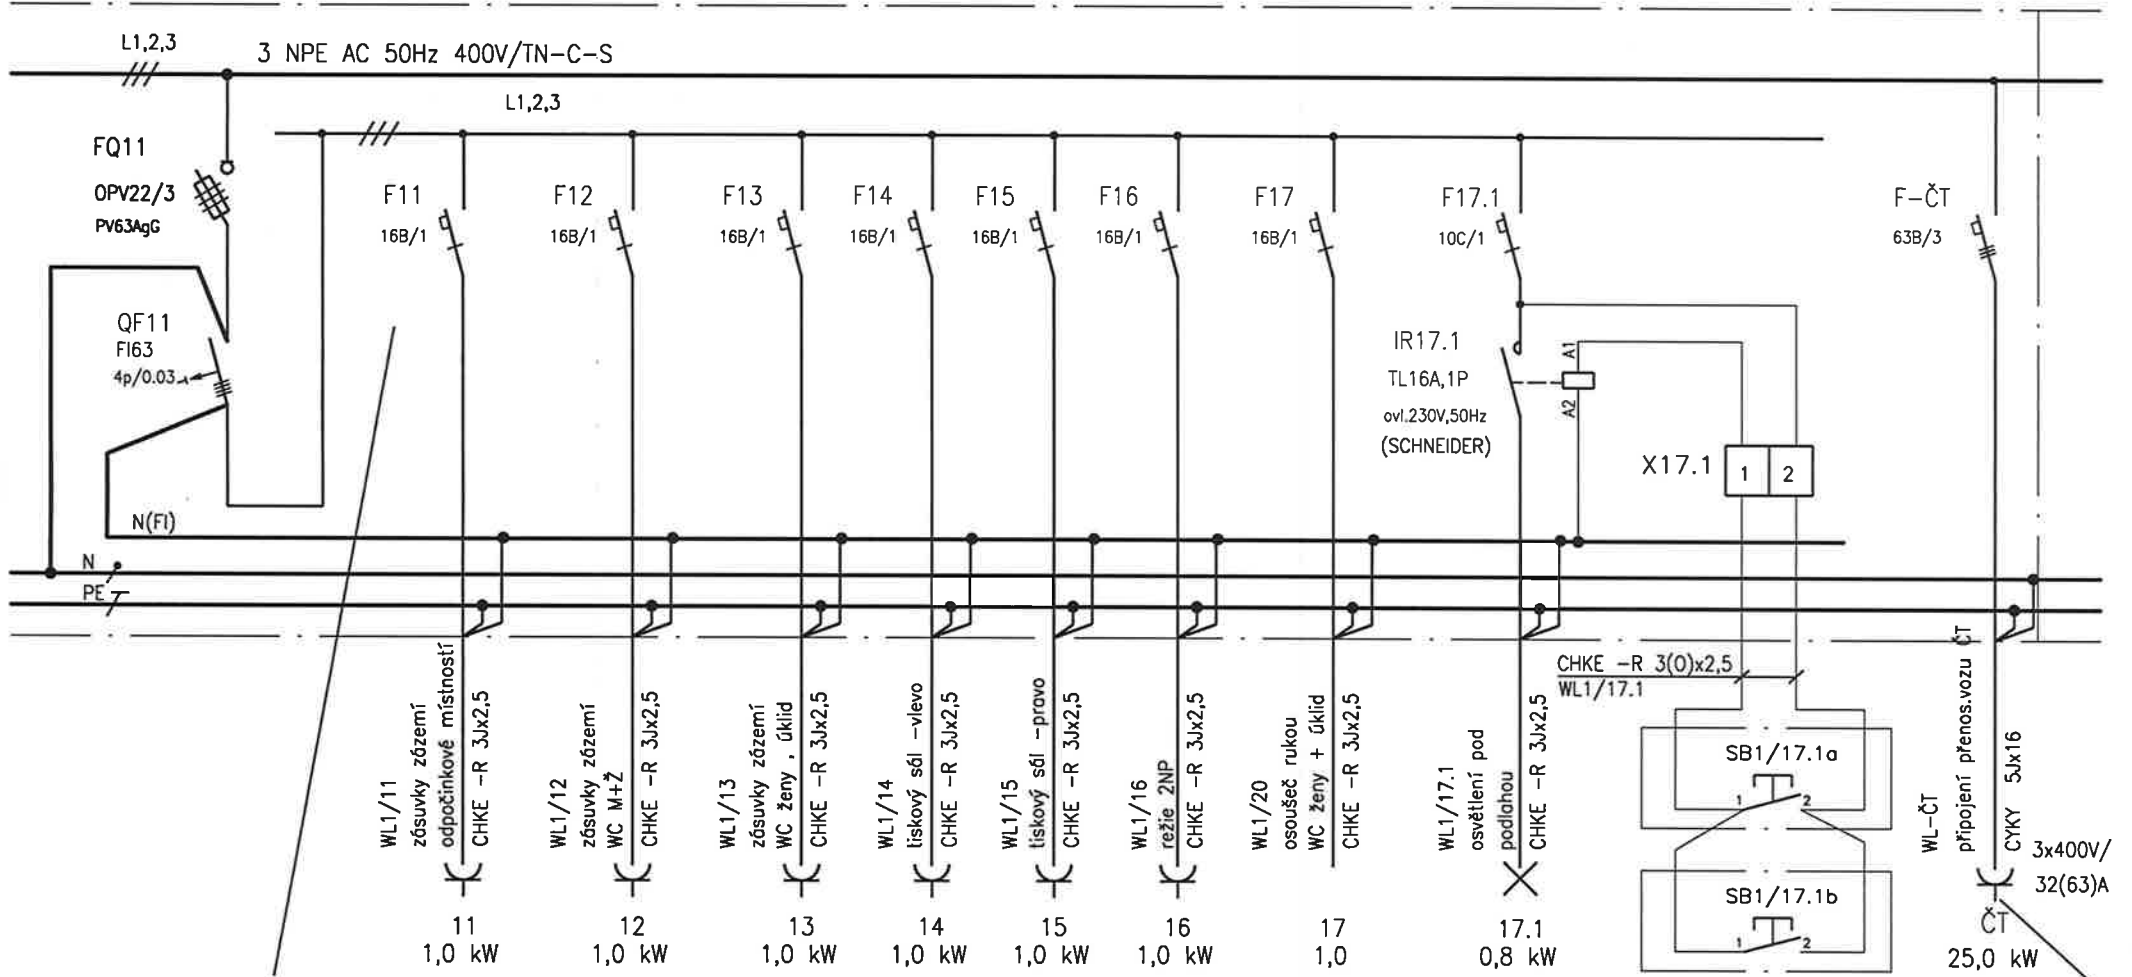 L1,2,3
3 NPE AC 50Hz 400V/TN-C-S
L1,2,3
FQ11
OPV22/3
PV63AgG
F11
16B/1
F12
16B/1
F13
16B/1
F14
16B/1
F15
16B/1
F16
16B/1
F17
16B/1
F17.1
10C/1
F-ČT
63B/3
QF11
FI63
4p/0.03
IR17.1
TL16A,1P
ovl.230V,50Hz
(SCHNEIDER)
A1
A2
X17.1
1
2
N(FI)
N
PE
CHKE -R 3(O)x2,5
WL1/17.1
WL1/11
zásuvky zázemí
odpočinkové místností
CHKE -R 3Jx2,5
WL1/12
zásuvky zázemí
WC M+Ž
CHKE -R 3Jx2,5
WL1/13
zásuvky zázemí
WC ženy , úklid
CHKE -R 3Jx2,5
WL1/14
tiskový sál -vlevo
CHKE -R 3Jx2,5
WL1/15
tiskový sál -pravo
CHKE -R 3Jx2,5
WL1/16
režie 2NP
CHKE -R 3Jx2,5
WL1/20
osoušeč rukou
WC ženy + úklid
CHKE -R 3Jx2,5
WL1/17.1
osvětlení pod
podlahou
CHKE -R 3Jx2,5
SB1/17.1a
1
2
SB1/17.1b
1
2
WL-ČT
připojení přenos.vozu ČT
CYKY 5Jx16
3x400V/
32(63)A
11
1,0 kW
12
1,0 kW
13
1,0 kW
14
1,0 kW
15
1,0 kW
16
1,0 kW
17
1,0
17.1
0,8 kW
ČT
25,0 kW